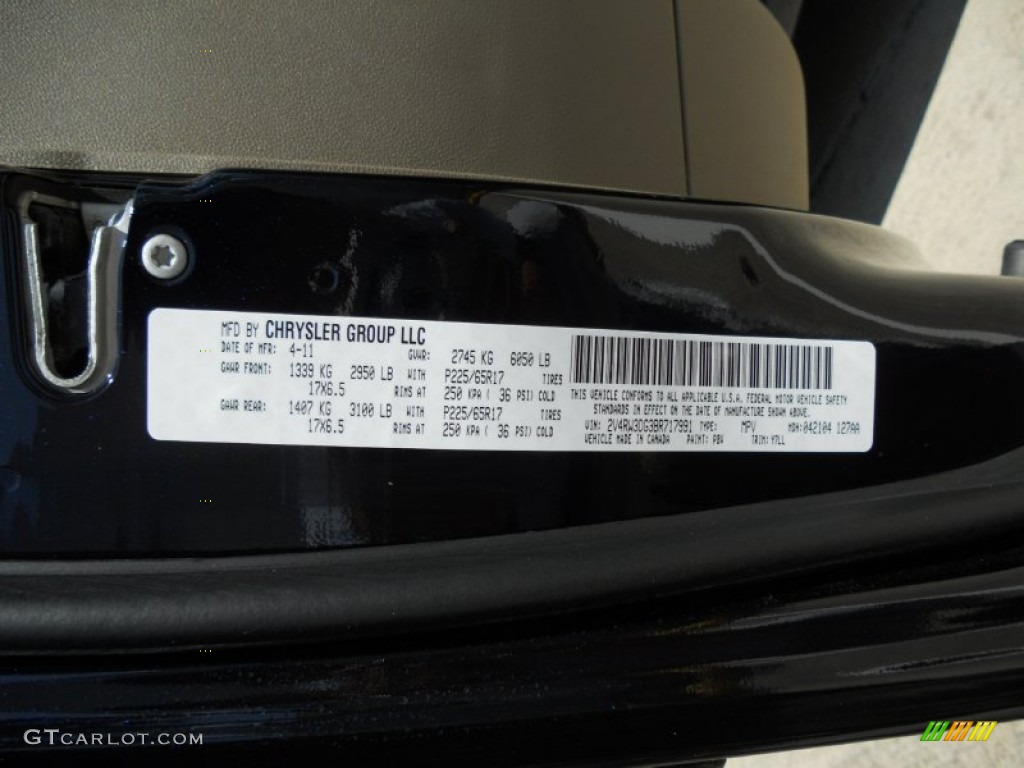 MFD BY CHRYSLER GROUP LLC
DATE OF MFR: 4-11 GVWR: 2745 KG 6050 LB
GAWR FRONT: 1339 KG 2950 LB WITH P225/65R17 TIRES
17X6.5 RIMS AT 250 KPA ( 36 PSI) COLD
GAWR REAR: 1407 KG 3100 LB WITH P225/65R17 TIRES
17X6.5 RIMS AT 250 KPA ( 36 PSI) COLD
THIS VEHICLE CONFORMS TO ALL APPLICABLE U.S.A. FEDERAL MOTOR VEHICLE SAFETY
STANDARDS IN EFFECT ON THE DATE OF MANUFACTURE SHOWN ABOVE.
VIN: 2V4RW3DG3BR717991 TYPE: MPV MDH: 042104 127AA
VEHICLE MADE IN CANADA PAINT: PBV TRIM: Y7LL
GTCARLOT.COM